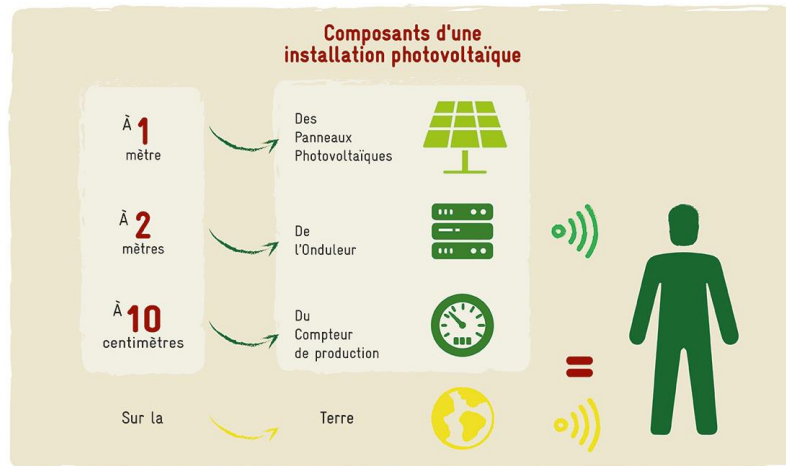 Composants d'une
installation photovoltaïque
À 1
mètre
Des
Panneaux
Photovoltaïques
À 2
mètres
De
l'Onduleur
À 10
centimètres
Du
Compteur
de production
=
Sur la
Terre